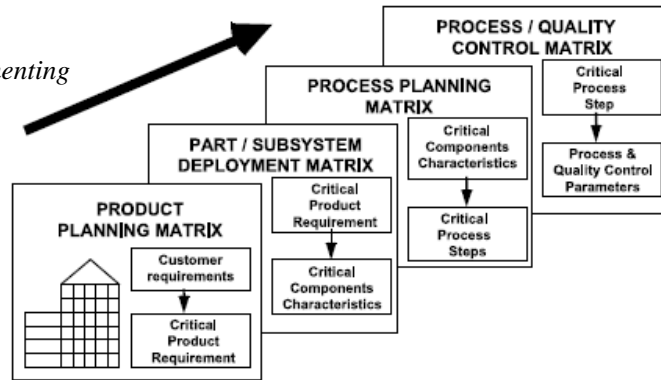 PROCESS / QUALITY
CONTROL MATRIX
Critical
Process
Step
Process &
Quality Control
Parameters
PROCESS PLANNING
MATRIX
Critical
Components
Characteristics
Critical
Process
Steps
PART / SUBSYSTEM
DEPLOYMENT MATRIX
Critical
Product
Requirement
Critical
Components
Characteristics
PRODUCT
PLANNING MATRIX
Customer
requirements
Critical
Product
Requirement